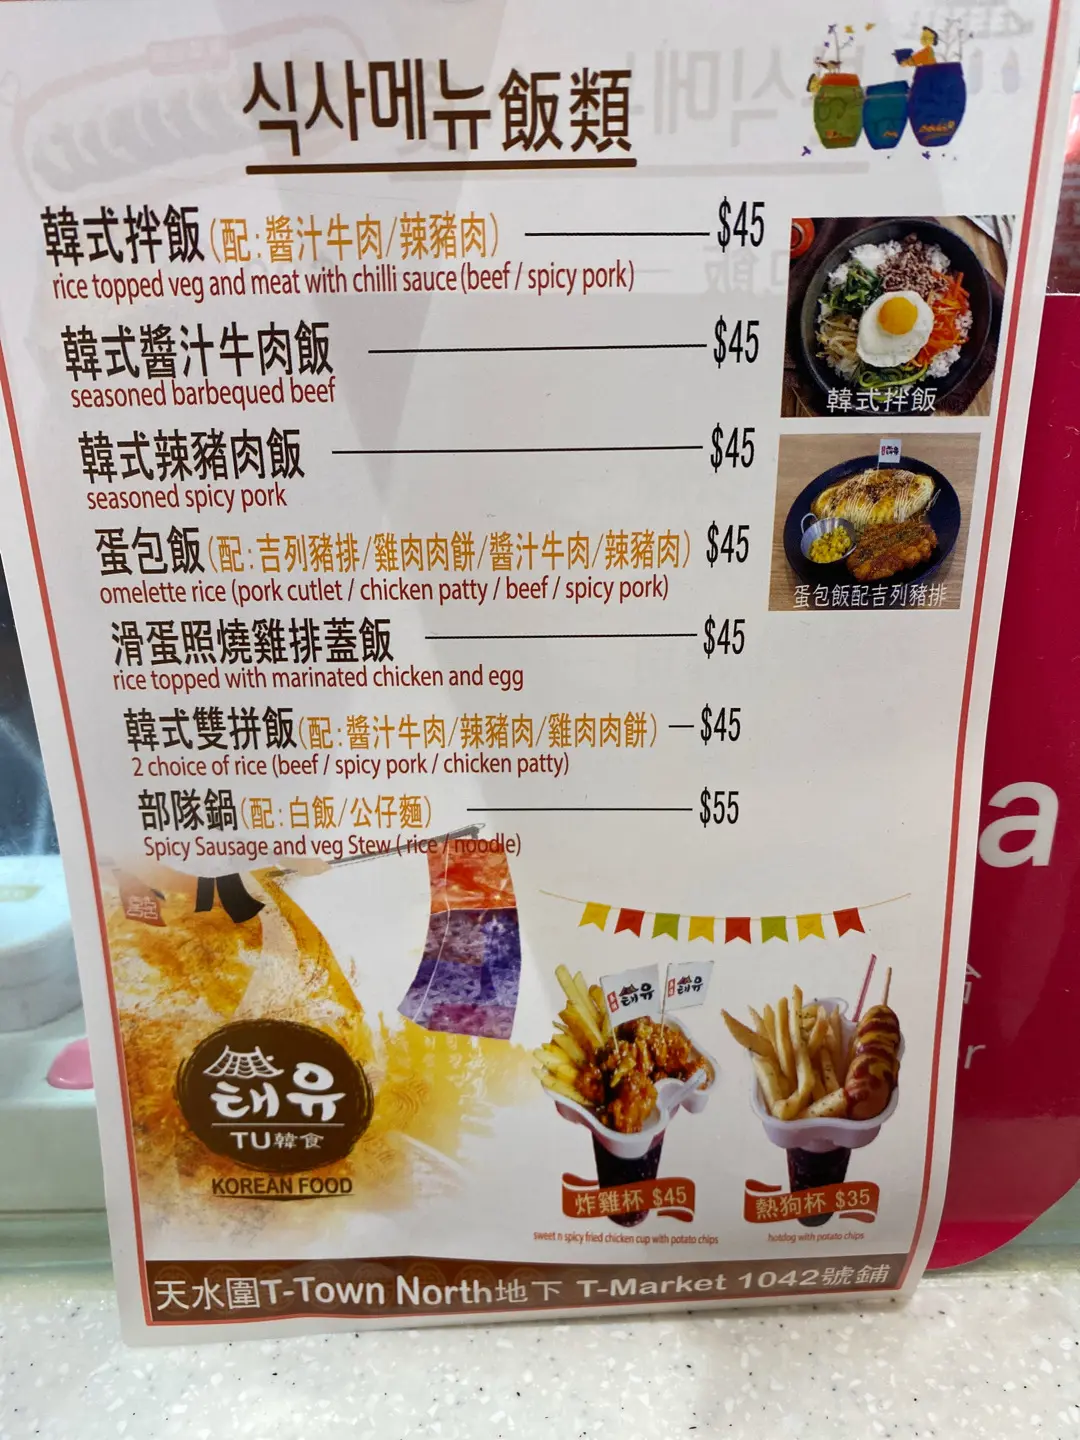 식사메뉴飯類
韓式拌飯(配:醬汁牛肉/辣豬肉) $45
rice topped veg and meat with chilli sauce (beef / spicy pork)
韓式醬汁牛肉飯 $45
seasoned barbequed beef
韓式辣豬肉飯 $45
seasoned spicy pork
蛋包飯(配:吉列豬排/雞肉肉餅/醬汁牛肉/辣豬肉) $45
omelette rice (pork cutlet / chicken patty / beef / spicy pork)
滑蛋照燒雞排蓋飯 $45
rice topped with marinated chicken and egg
韓式雙拼飯(配:醬汁牛肉/辣豬肉/雞肉肉餅) $45
2 choice of rice (beef / spicy pork / chicken patty)
部隊鍋(配:白飯/公仔麵) $55
Spicy Sausage and veg Stew ( rice / noodle)
韓式拌飯
蛋包飯配吉列豬排
태유
TU韓食
KOREAN FOOD
태유
태유
炸雞杯 $45
sweet n spicy fried chicken cup with potato chips
熱狗杯 $35
hotdog with potato chips
天水圍T-Town North地下 T-Market 1042號鋪
a
r